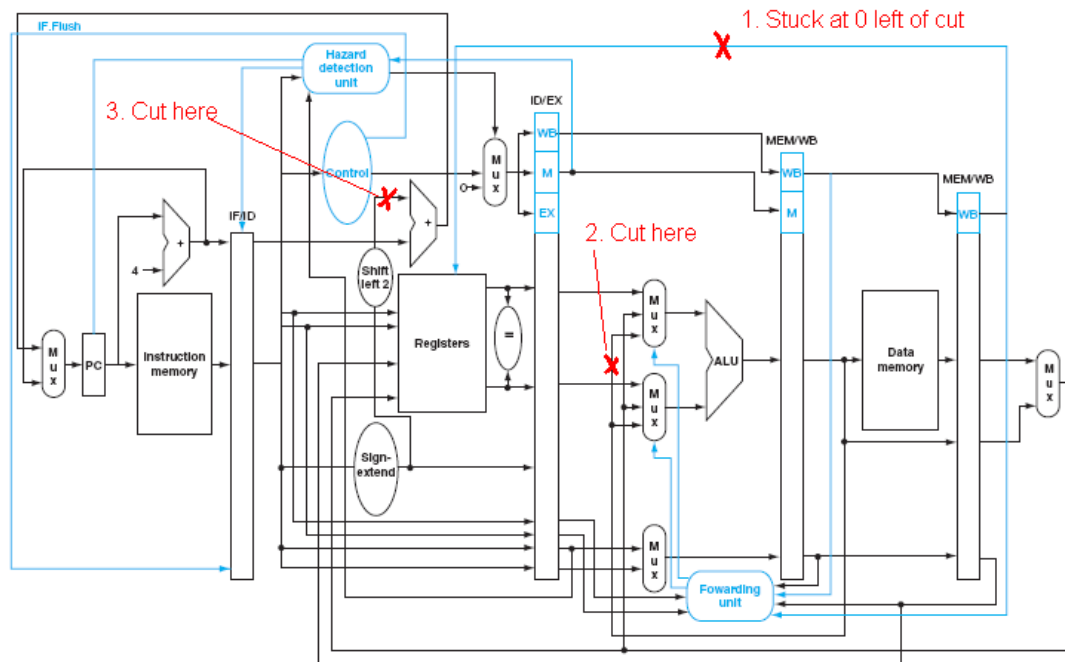 1. Stuck at 0 left of cut
IF.Flush
Hazard
detection
unit
3. Cut here
ID/EX
WB
MEM/WB
M
u
x
Control
0
M
WB
MEM/WB
EX
M
WB
IF/ID
+
+
2. Cut here
4
Shift
left 2
M
u
x
M
u
x
PC
Instruction
memory
Registers
=
M
u
x
ALU
Data
memory
M
u
x
Sign-
extend
M
u
x
Fowarding
unit